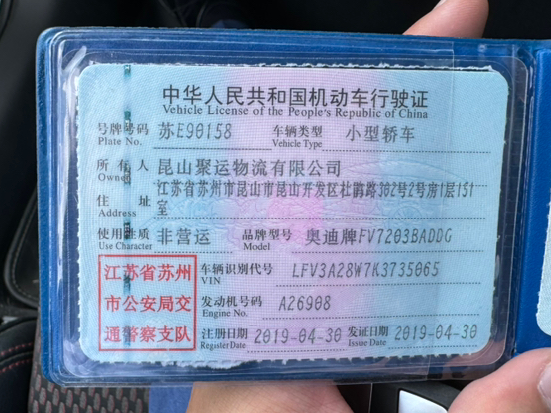 中华人民共和国机动车行驶证
Vehicle License of the People's Republic of China
号牌号码 苏E90158 车辆类型 小型轿车
Plate No. Vehicle Type
所有人 昆山聚运物流有限公司
Owner
江苏省苏州市昆山市昆山开发区杜鹃路362号2号房1层151
住址 室
Address
使用性质 非营运 品牌型号 奥迪牌FV7203BADDG
Use Character Model
江苏省苏州 车辆识别代号 LFV3A28W7K3735065
VIN
市公安局交 发动机号码 A26908
Engine No.
通警察支队 注册日期 2019-04-30 发证日期 2019-04-30
Register Date Issue Date